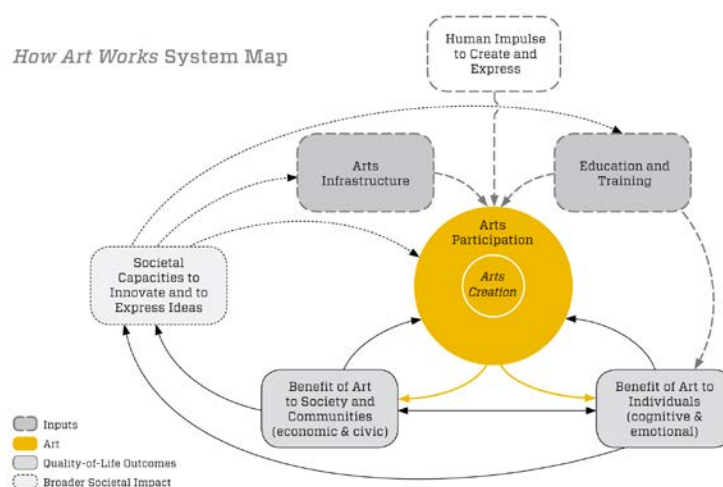 How Art Works System Map
Human Impulse
to Create and
Express
Arts
Infrastructure
Education and
Training
Arts
Participation
Arts
Creation
Societal
Capacities to
Innovate and to
Express Ideas
Benefit of Art
to Society and
Communities
(economic & civic)
Benefit of Art to
Individuals
(cognitive &
emotional)
Inputs
Art
Quality-of-Life Outcomes
Broader Societal Impact